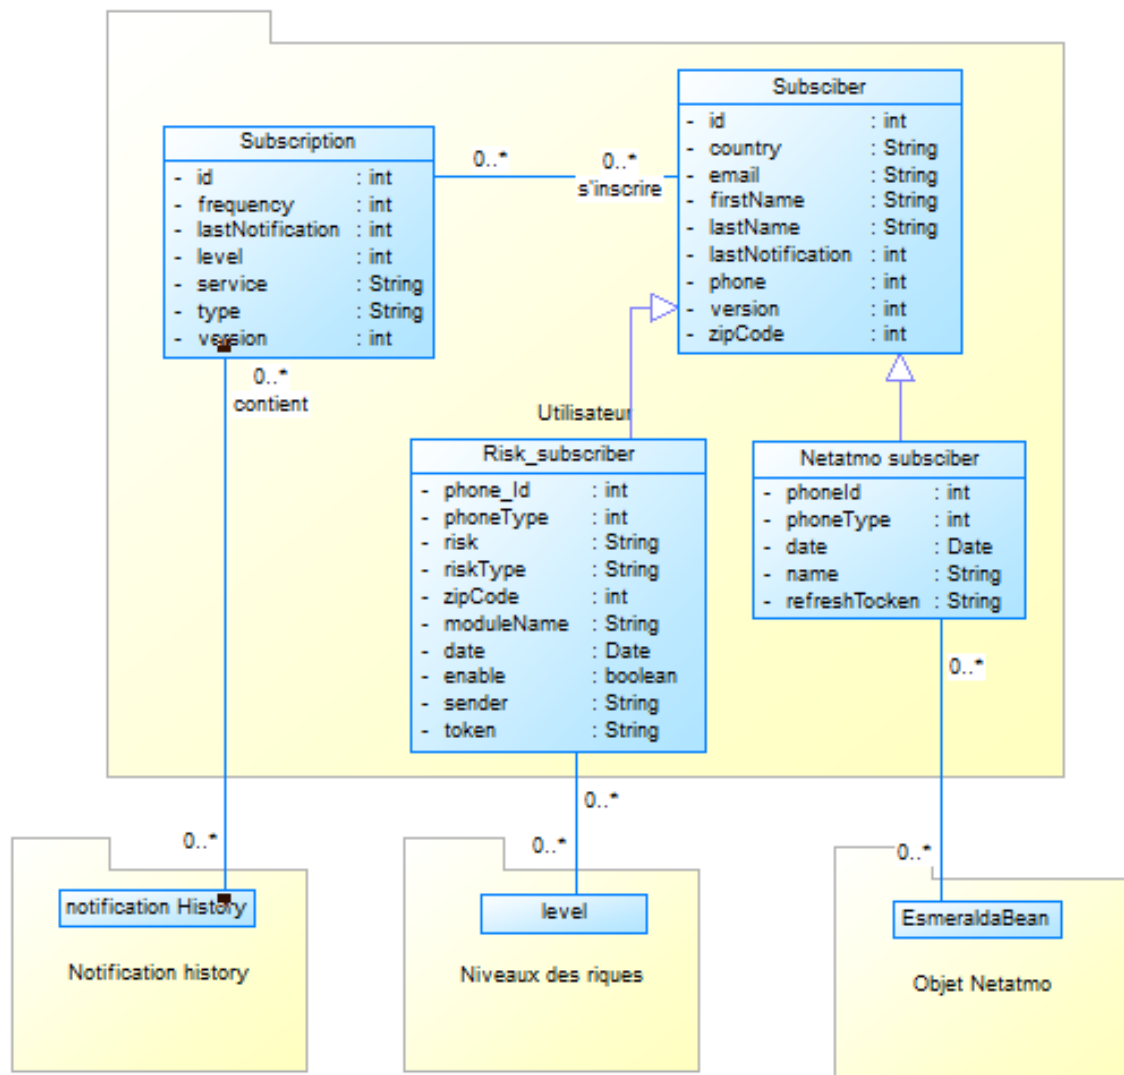 Subsciber
- id : int
- country : String
- email : String
- firstName : String
- lastName : String
- lastNotification : int
- phone : int
- version : int
- zipCode : int
Subscription
- id : int
- frequency : int
- lastNotification : int
- level : int
- service : String
- type : String
- version : int
0..*
0..*
s'inscrire
0..*
contient
Utilisateur
Risk_subscriber
- phone_Id : int
- phoneType : int
- risk : String
- riskType : String
- zipCode : int
- moduleName : String
- date : Date
- enable : boolean
- sender : String
- token : String
Netatmo subsciber
- phoneId : int
- phoneType : int
- date : Date
- name : String
- refreshTocken : String
0..*
0..*
0..*
0..*
0..*
notification History
Notification history
level
Niveaux des riques
EsmeraldaBean
Objet Netatmo